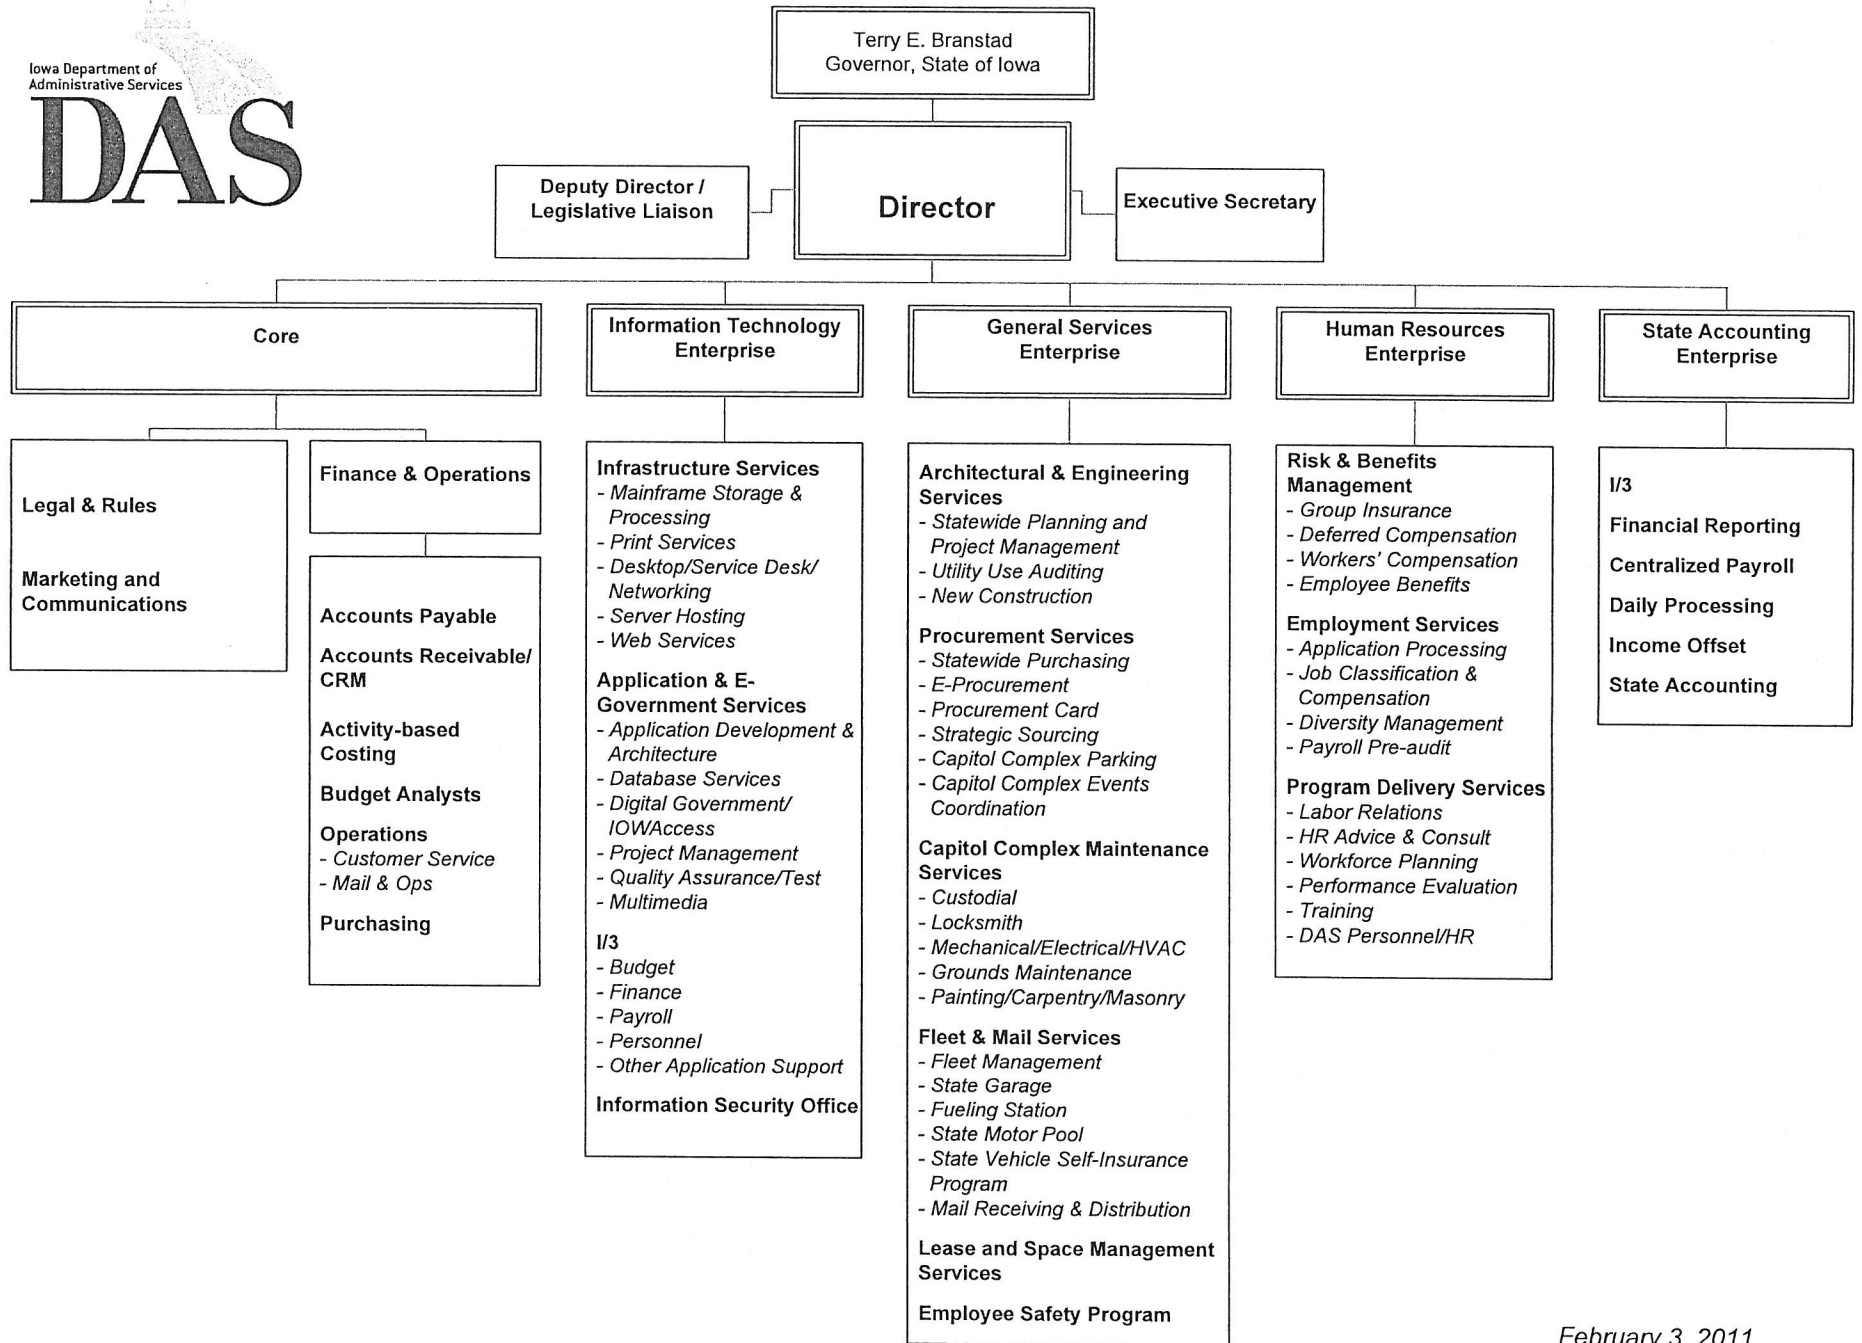 Iowa Department of
Administrative Services
DAS
Terry E. Branstad
Governor, State of Iowa
Director
Deputy Director /
Legislative Liaison
Executive Secretary
Core
Legal & Rules
Marketing and
Communications
Finance & Operations
Accounts Payable
Accounts Receivable/
CRM
Activity-based
Costing
Budget Analysts
Operations
- Customer Service
- Mail & Ops
Purchasing
Information Technology
Enterprise
Infrastructure Services
- Mainframe Storage &
Processing
- Print Services
- Desktop/Service Desk/
Networking
- Server Hosting
- Web Services
Application & E-
Government Services
- Application Development &
Architecture
- Database Services
- Digital Government/
IOWAccess
- Project Management
- Quality Assurance/Test
- Multimedia
I/3
- Budget
- Finance
- Payroll
- Personnel
- Other Application Support
Information Security Office
General Services
Enterprise
Architectural & Engineering
Services
- Statewide Planning and
Project Management
- Utility Use Auditing
- New Construction
Procurement Services
- Statewide Purchasing
- E-Procurement
- Procurement Card
- Strategic Sourcing
- Capitol Complex Parking
- Capitol Complex Events
Coordination
Capitol Complex Maintenance
Services
- Custodial
- Locksmith
- Mechanical/Electrical/HVAC
- Grounds Maintenance
- Painting/Carpentry/Masonry
Fleet & Mail Services
- Fleet Management
- State Garage
- Fueling Station
- State Motor Pool
- State Vehicle Self-Insurance
Program
- Mail Receiving & Distribution
Lease and Space Management
Services
Employee Safety Program
Human Resources
Enterprise
Risk & Benefits
Management
- Group Insurance
- Deferred Compensation
- Workers' Compensation
- Employee Benefits
Employment Services
- Application Processing
- Job Classification &
Compensation
- Diversity Management
- Payroll Pre-audit
Program Delivery Services
- Labor Relations
- HR Advice & Consult
- Workforce Planning
- Performance Evaluation
- Training
- DAS Personnel/HR
State Accounting
Enterprise
I/3
Financial Reporting
Centralized Payroll
Daily Processing
Income Offset
State Accounting
February 3, 2011